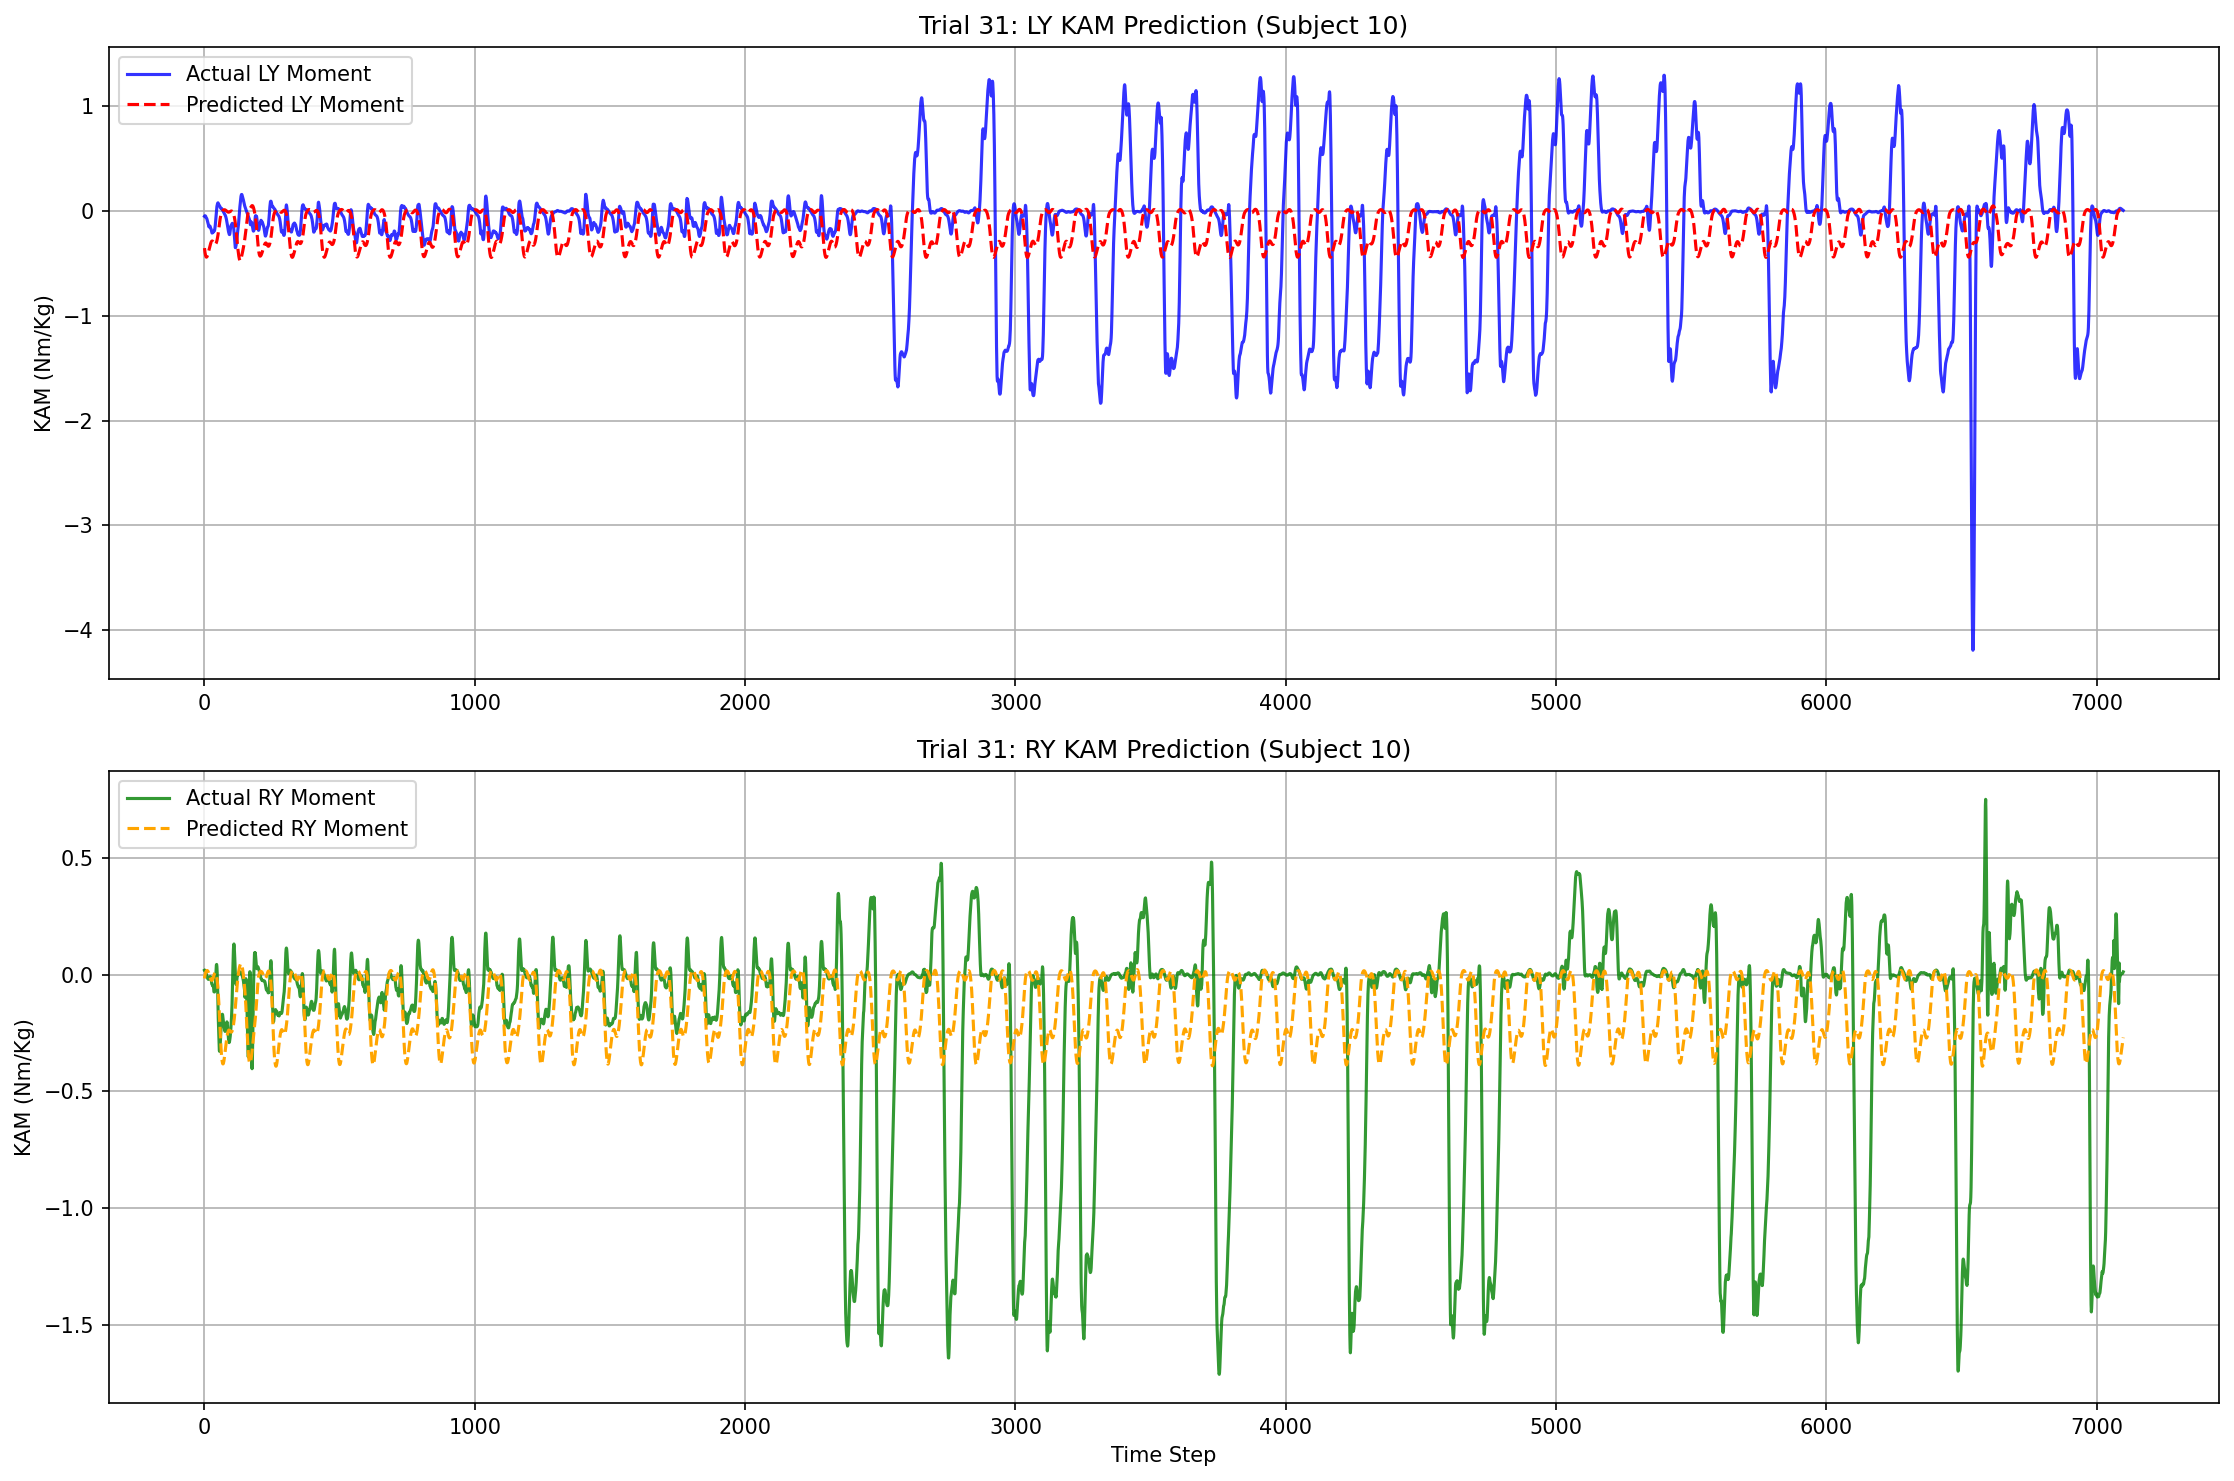 Trial 31: LY KAM Prediction (Subject 10)
Actual LY Moment
Predicted LY Moment
1
0
−1
−2
−3
−4
KAM (Nm/Kg)
0 1000 2000 3000 4000 5000 6000 7000
Trial 31: RY KAM Prediction (Subject 10)
Actual RY Moment
Predicted RY Moment
0.5
0.0
−0.5
−1.0
−1.5
KAM (Nm/Kg)
0 1000 2000 3000 4000 5000 6000 7000
Time Step